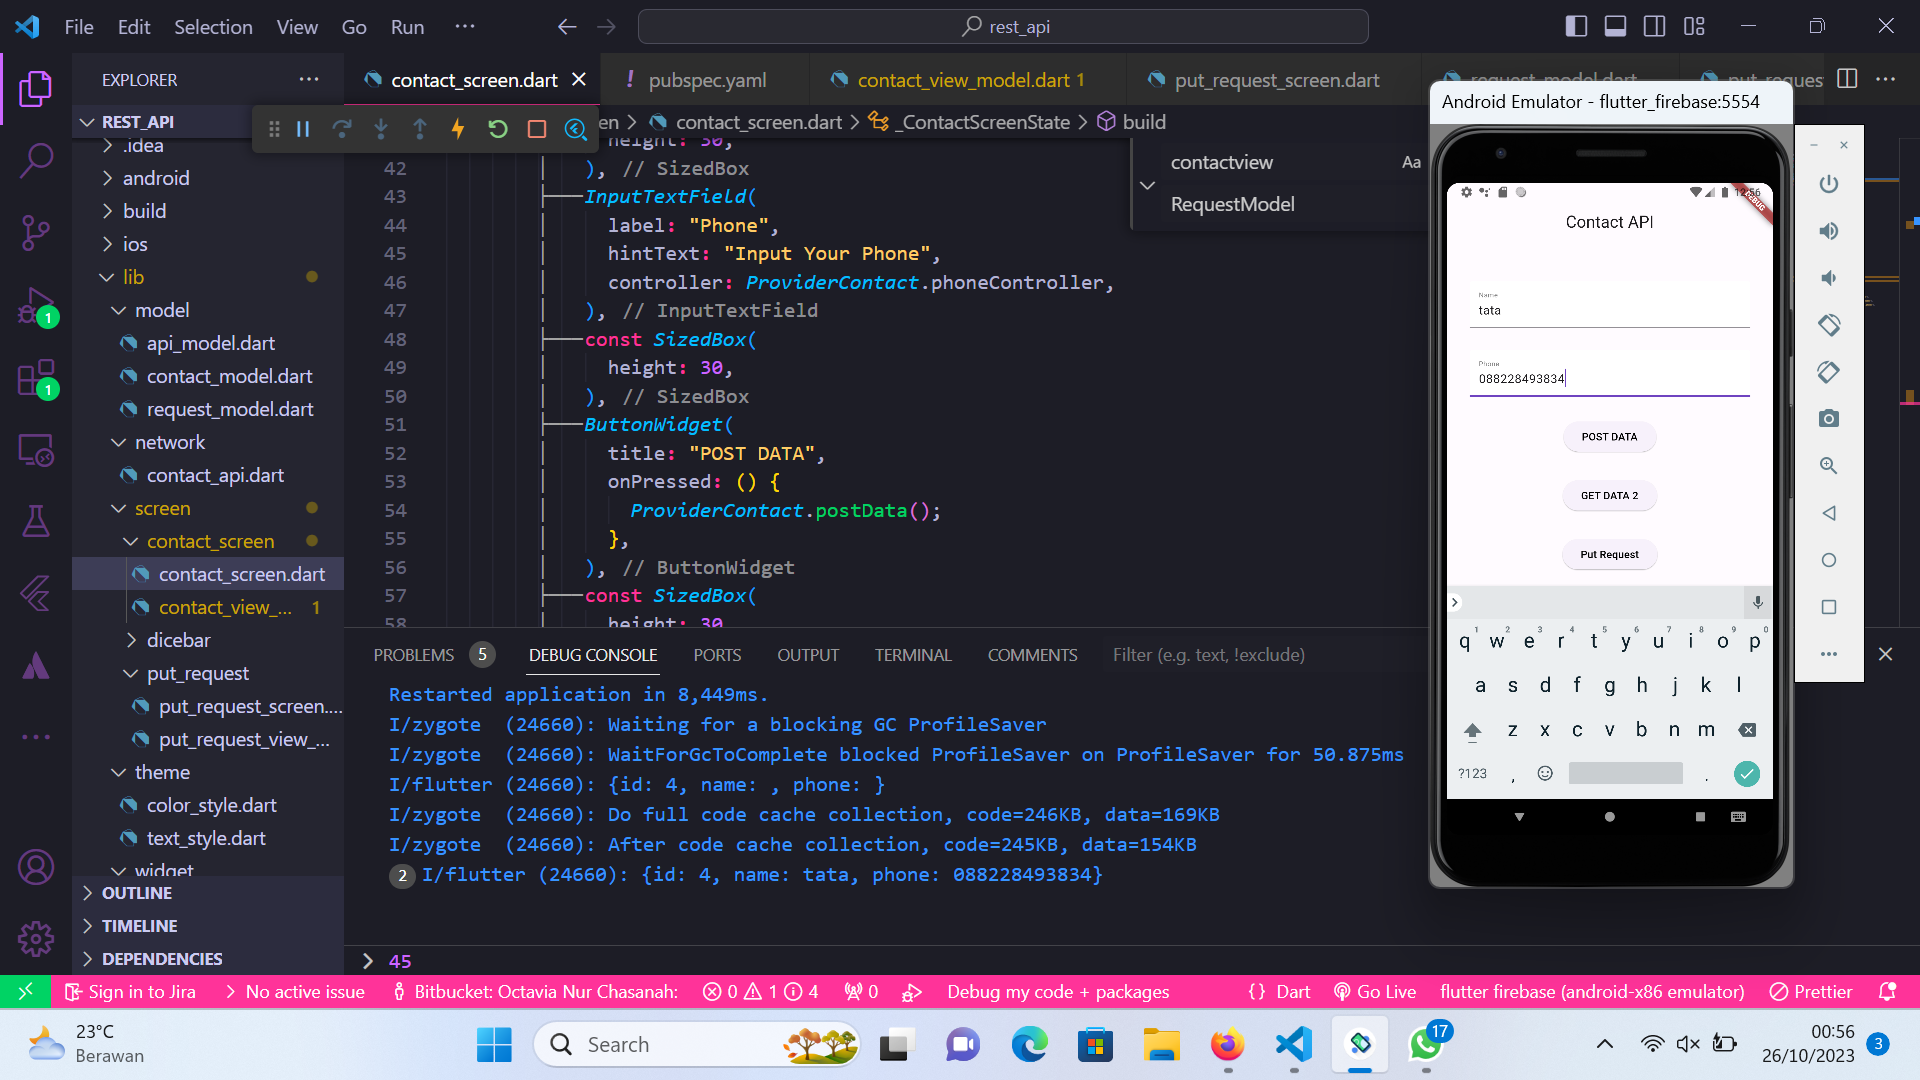 File Edit Selection View Go Run ···
rest_api
EXPLORER
contact_screen.dart
pubspec.yaml
contact_view_model.dart 1
put_request_screen.dart
REST_API
.idea
android
build
ios
lib
model
api_model.dart
contact_model.dart
request_model.dart
network
contact_api.dart
screen
contact_screen
contact_screen.dart
contact_view_... 1
dicebar
put_request
put_request_screen....
put_request_view_...
theme
color_style.dart
text_style.dart
widget
OUTLINE
TIMELINE
DEPENDENCIES
contact_screen.dart > _ContactScreenState > build
contactview Aa
RequestModel
height: 30,
42 ), // SizedBox
43 InputTextField(
44 label: "Phone",
45 hintText: "Input Your Phone",
46 controller: ProviderContact.phoneController,
47 ), // InputTextField
48 const SizedBox(
49 height: 30,
50 ), // SizedBox
51 ButtonWidget(
52 title: "POST DATA",
53 onPressed: () {
54 ProviderContact.postData();
55 },
56 ), // ButtonWidget
57 const SizedBox(
58 height: 30
PROBLEMS 5 DEBUG CONSOLE PORTS OUTPUT TERMINAL COMMENTS Filter (e.g. text, !exclude)
Restarted application in 8,449ms.
I/zygote (24660): Waiting for a blocking GC ProfileSaver
I/zygote (24660): WaitForGcToComplete blocked ProfileSaver on ProfileSaver for 50.875ms
I/flutter (24660): {id: 4, name: , phone: }
I/zygote (24660): Do full code cache collection, code=246KB, data=169KB
I/zygote (24660): After code cache collection, code=245KB, data=154KB
2 I/flutter (24660): {id: 4, name: tata, phone: 088228493834}
> 45
Android Emulator - flutter_firebase:5554
12:56
Contact API
Name
tata
Phone
088228493834
POST DATA
GET DATA 2
Put Request
q1 w2 e3 r4 t5 y6 u7 i8 o9 p0
a s d f g h j k l
z x c v b n m
?123 , .
Sign in to Jira
No active issue
Bitbucket: Octavia Nur Chasanah:
0 1 4
0
Debug my code + packages
{} Dart
Go Live
flutter firebase (android-x86 emulator)
Prettier
23°C
Berawan
Search
17
00:56
26/10/2023
3